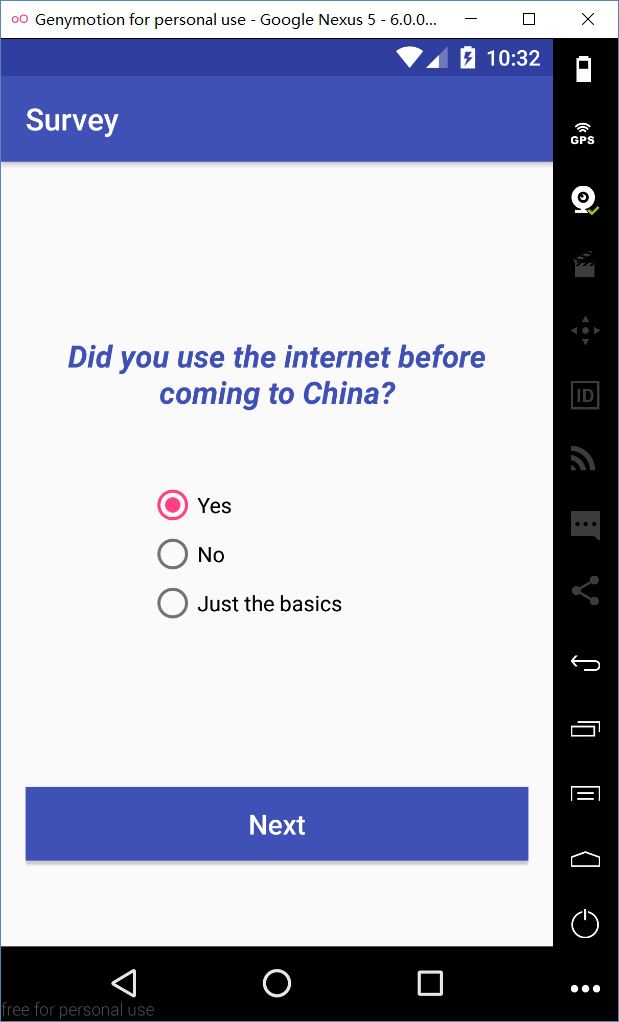 Genymotion for personal use - Google Nexus 5 - 6.0.0...
10:32
GPS
Survey
ID
Did you use the internet before
coming to China?
Yes
No
Just the basics
Next
free for personal use